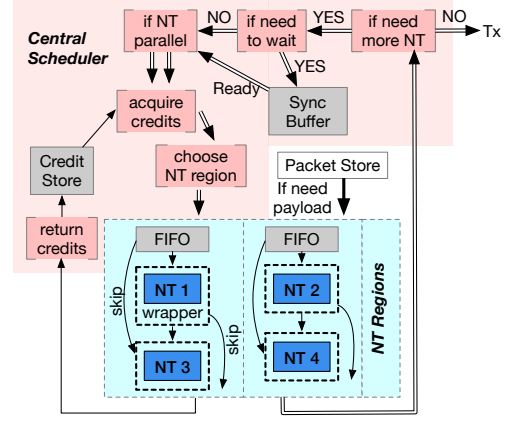 Central
Scheduler
if NT
parallel
NO
if need
to wait
YES
if need
more NT
NO
Tx
YES
Ready
Sync
Buffer
acquire
credits
Credit
Store
choose
NT region
Packet Store
If need
payload
return
credits
FIFO
FIFO
NT 1
wrapper
NT 2
skip
skip
NT 3
NT 4
NT Regions